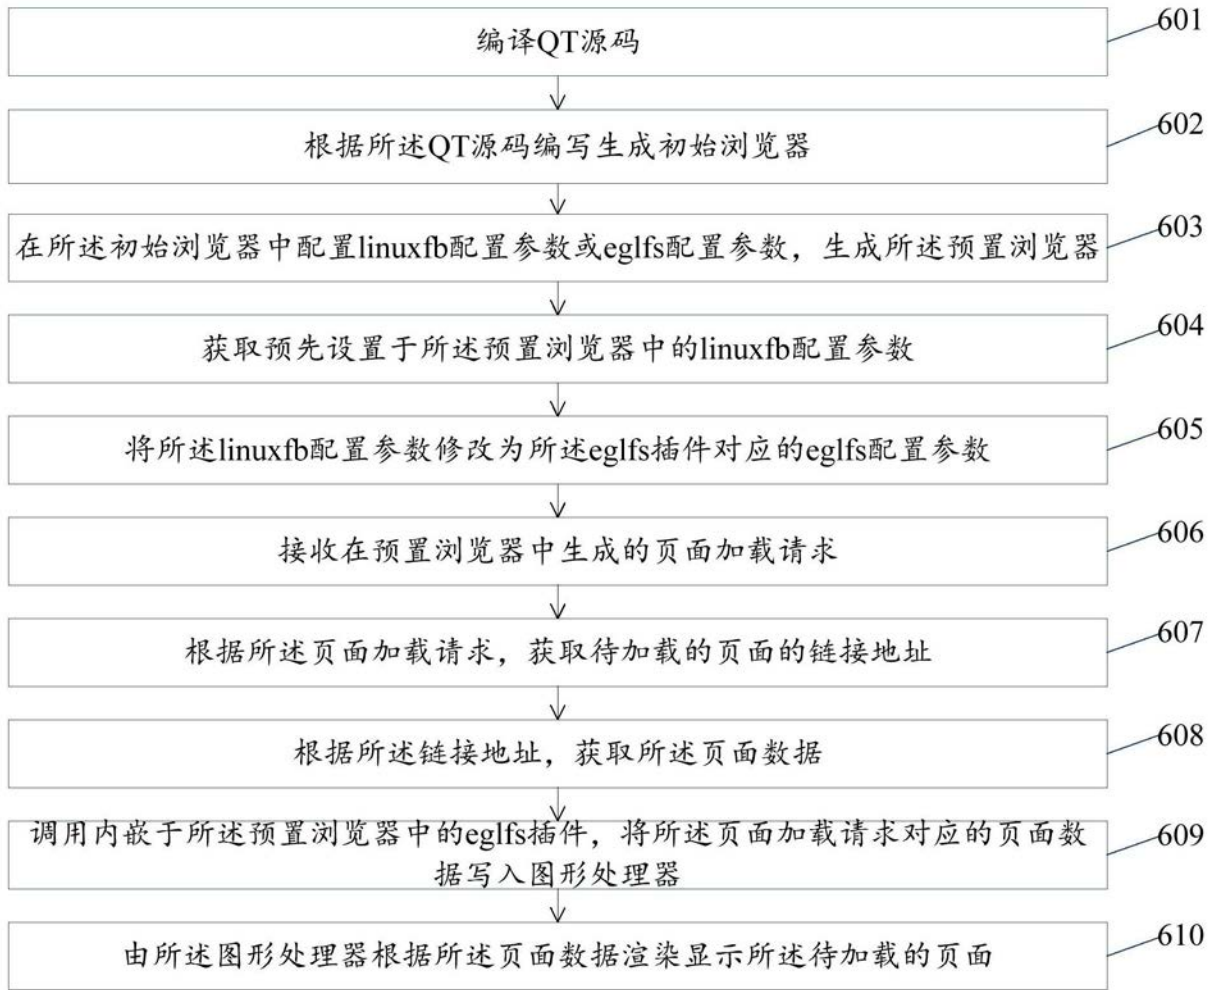 编译QT源码
601
根据所述QT源码编写生成初始浏览器
602
在所述初始浏览器中配置linuxfb配置参数或eglfs配置参数，生成所述预置浏览器
603
获取预先设置于所述预置浏览器中的linuxfb配置参数
604
将所述linuxfb配置参数修改为所述eglfs插件对应的eglfs配置参数
605
接收在预置浏览器中生成的页面加载请求
606
根据所述页面加载请求，获取待加载的页面的链接地址
607
根据所述链接地址，获取所述页面数据
608
调用内嵌于所述预置浏览器中的eglfs插件，将所述页面加载请求对应的页面数
据写入图形处理器
609
由所述图形处理器根据所述页面数据渲染显示所述待加载的页面
610